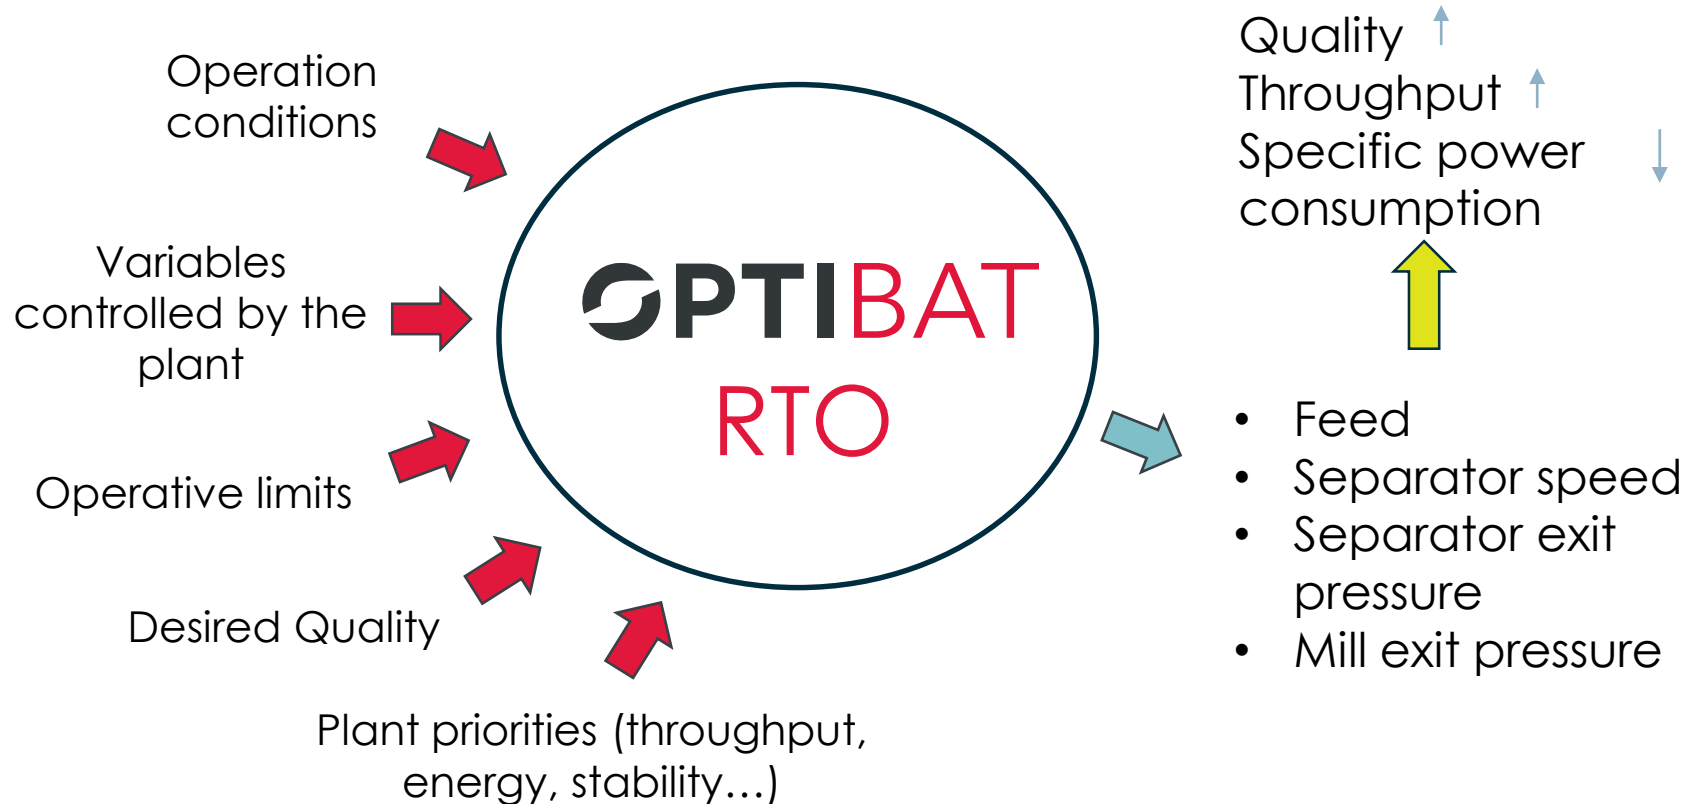 Operation
conditions
Variables
controlled by the
plant
Operative limits
Desired Quality
Plant priorities (throughput,
energy, stability…)
OPTIBAT
RTO
Quality
Throughput
Specific power
consumption
• Feed
• Separator speed
• Separator exit
pressure
• Mill exit pressure